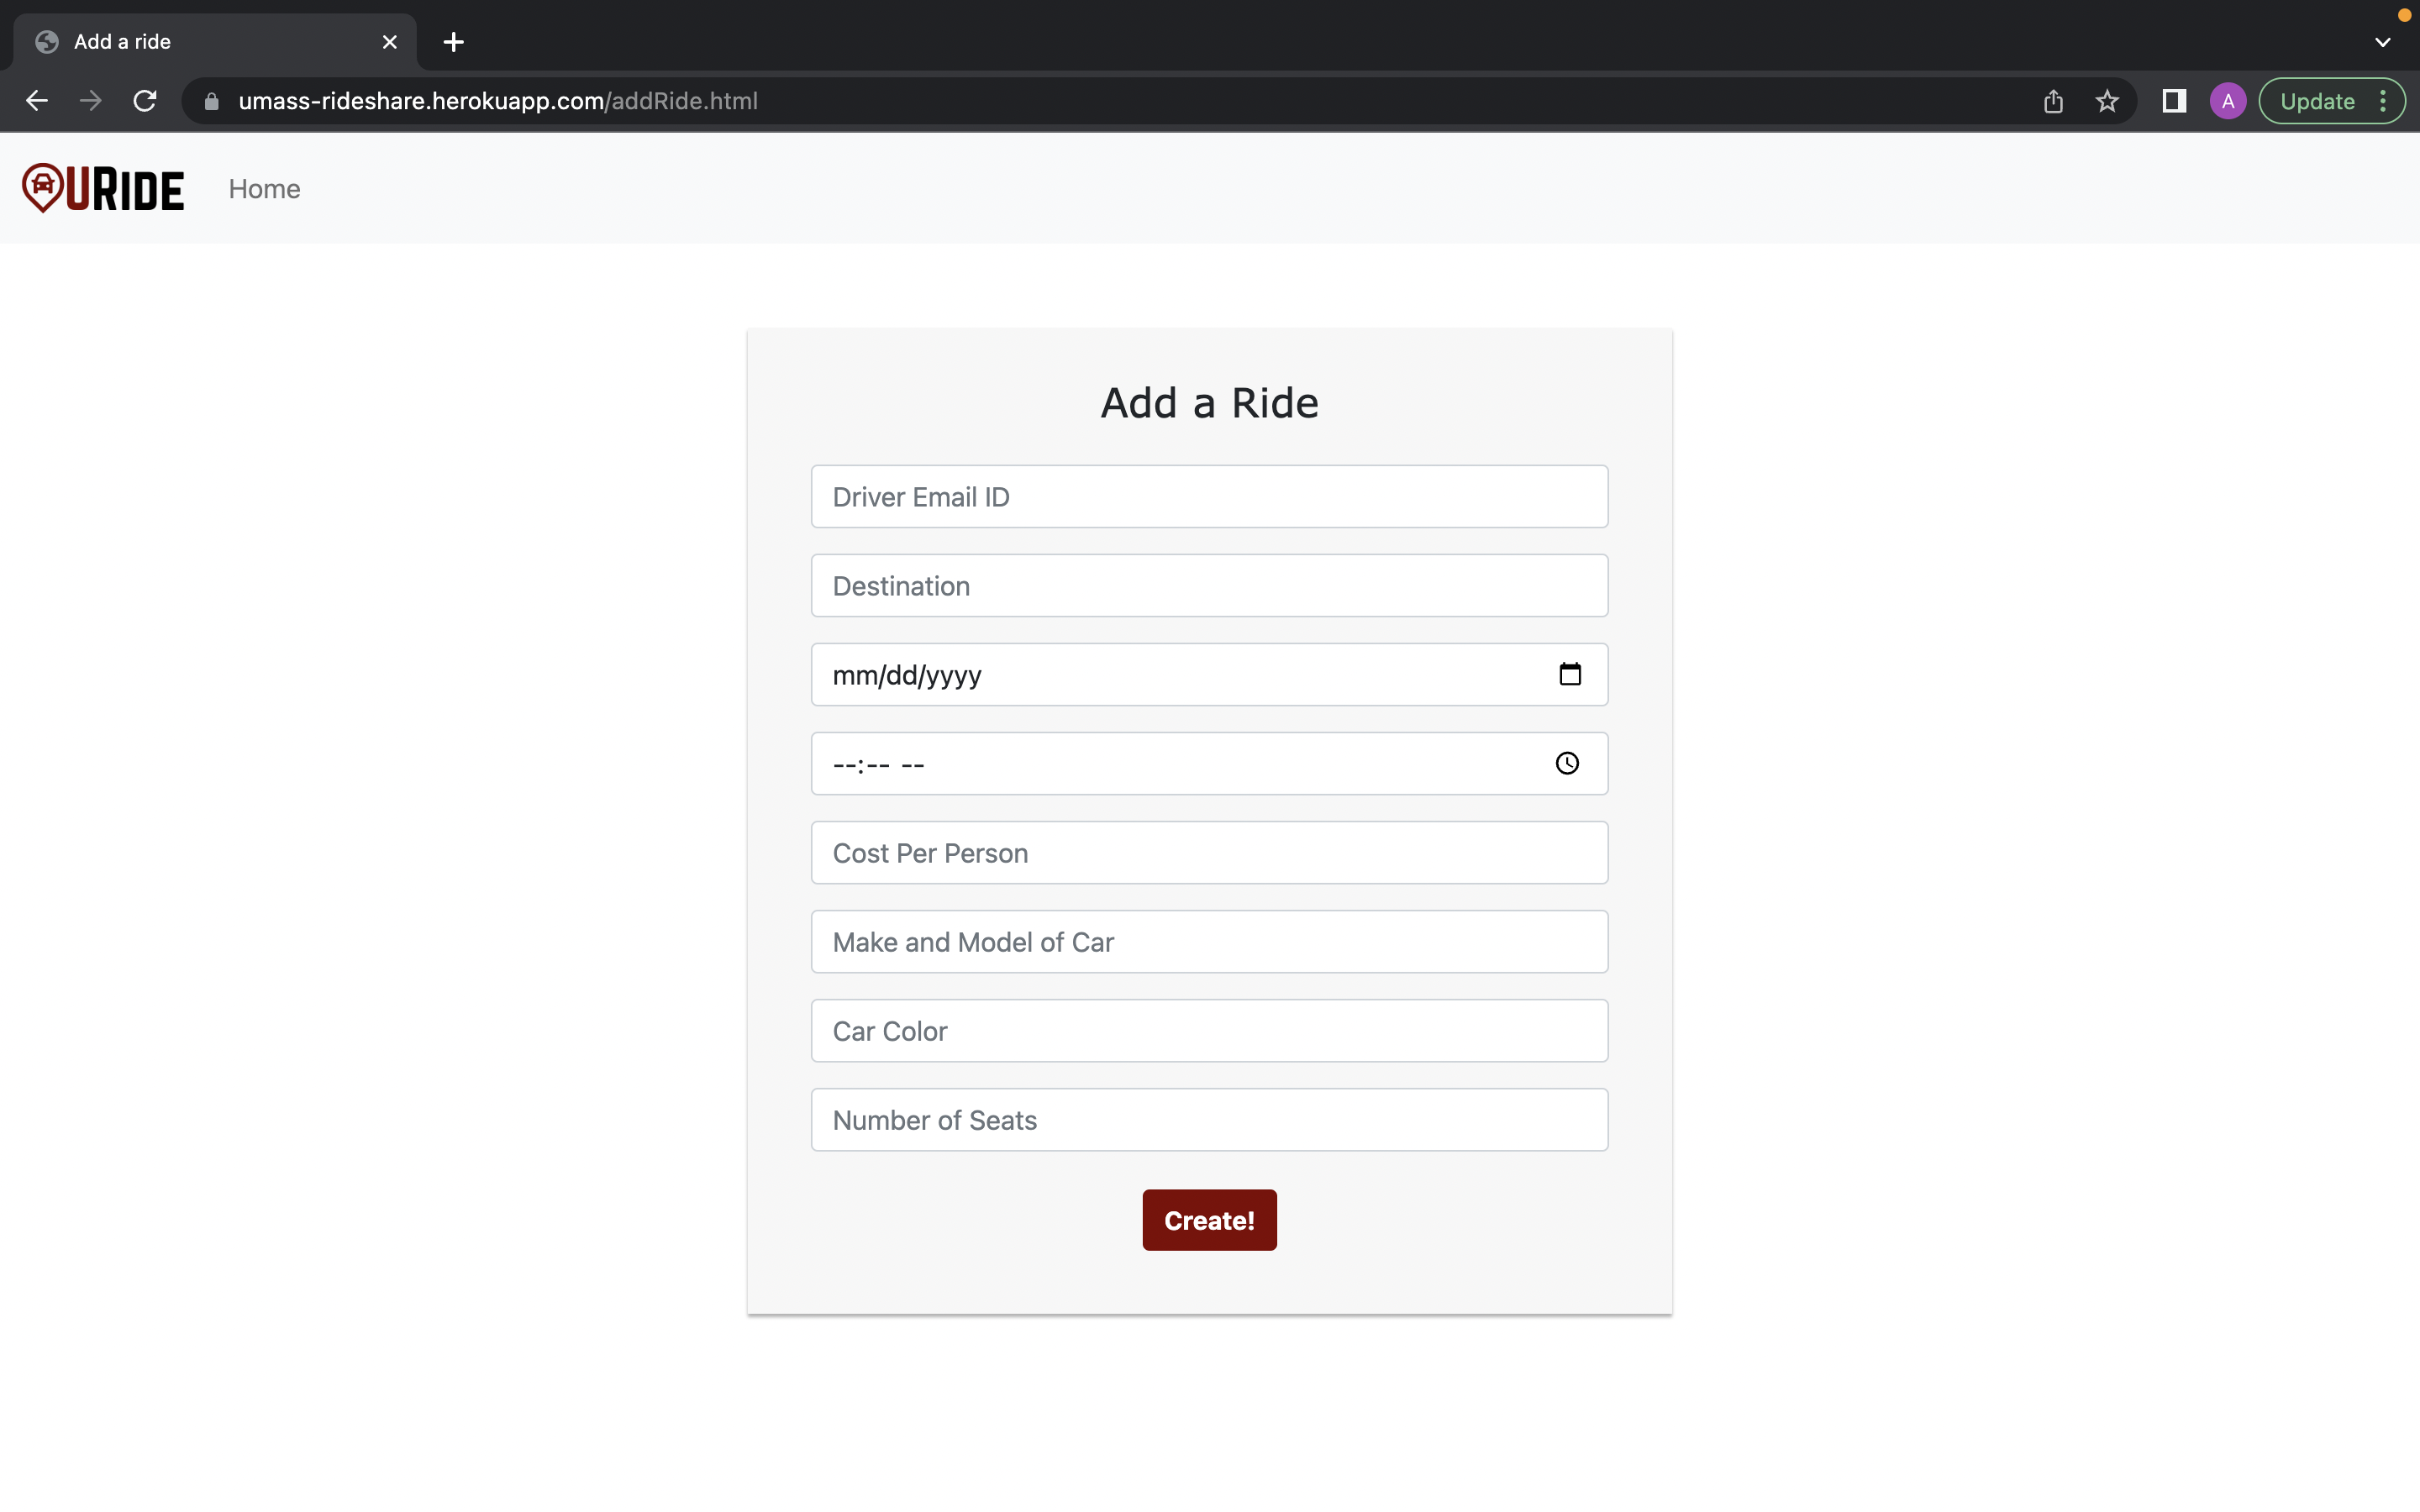 Add a ride
umass-rideshare.herokuapp.com/addRide.html
A
Update
URIDE
Home
Add a Ride
Driver Email ID
Destination
mm/dd/yyyy
--:-- --
Cost Per Person
Make and Model of Car
Car Color
Number of Seats
Create!